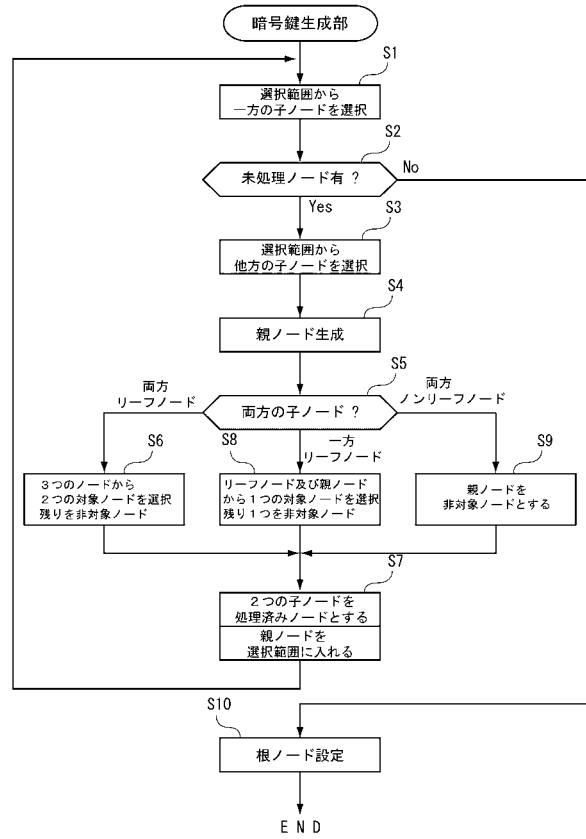 暗号鍵生成部
S1
選択範囲から
一方の子ノードを選択
S2
未処理ノード有 ?
No
Yes
S3
選択範囲から
他方の子ノードを選択
S4
親ノード生成
S5
両方の子ノード ?
両方
リーフノード
一方
リーフノード
両方
ノンリーフノード
S6
3つのノードから
2つの対象ノードを選択
残りを非対象ノード
S8
リーフノード及び親ノード
から1つの対象ノードを選択
残り1つを非対象ノード
S9
親ノードを
非対象ノードとする
S7
2つの子ノードを
処理済みノードとする
親ノードを
選択範囲に入れる
S10
根ノード設定
END